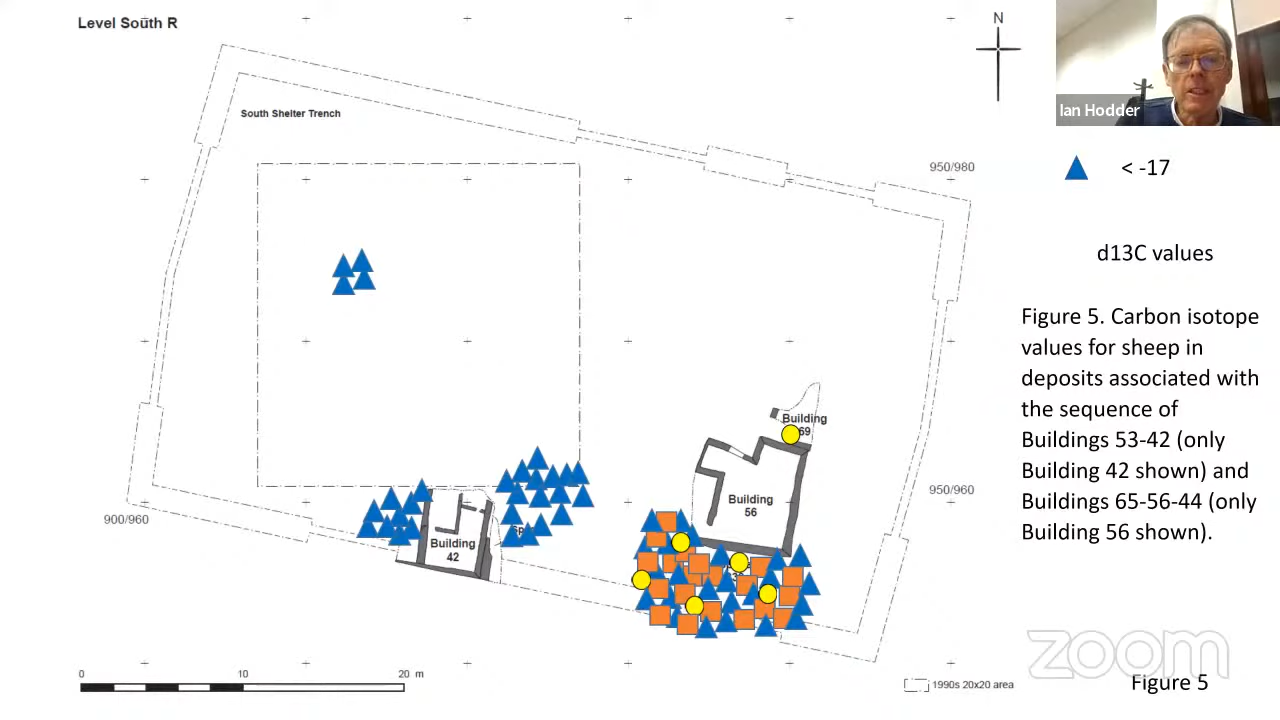 Level South R
N
Ian Hodder
South Shelter Trench
950/980
< -17
d13C values
Figure 5. Carbon isotope
values for sheep in
deposits associated with
the sequence of
Buildings 53-42 (only
Building 42 shown) and
Buildings 65-56-44 (only
Building 56 shown).
Building
69
950/960
900/960
Building
56
Building
42
0 10 20 m
1990s 20x20 area
zoom
Figure 5